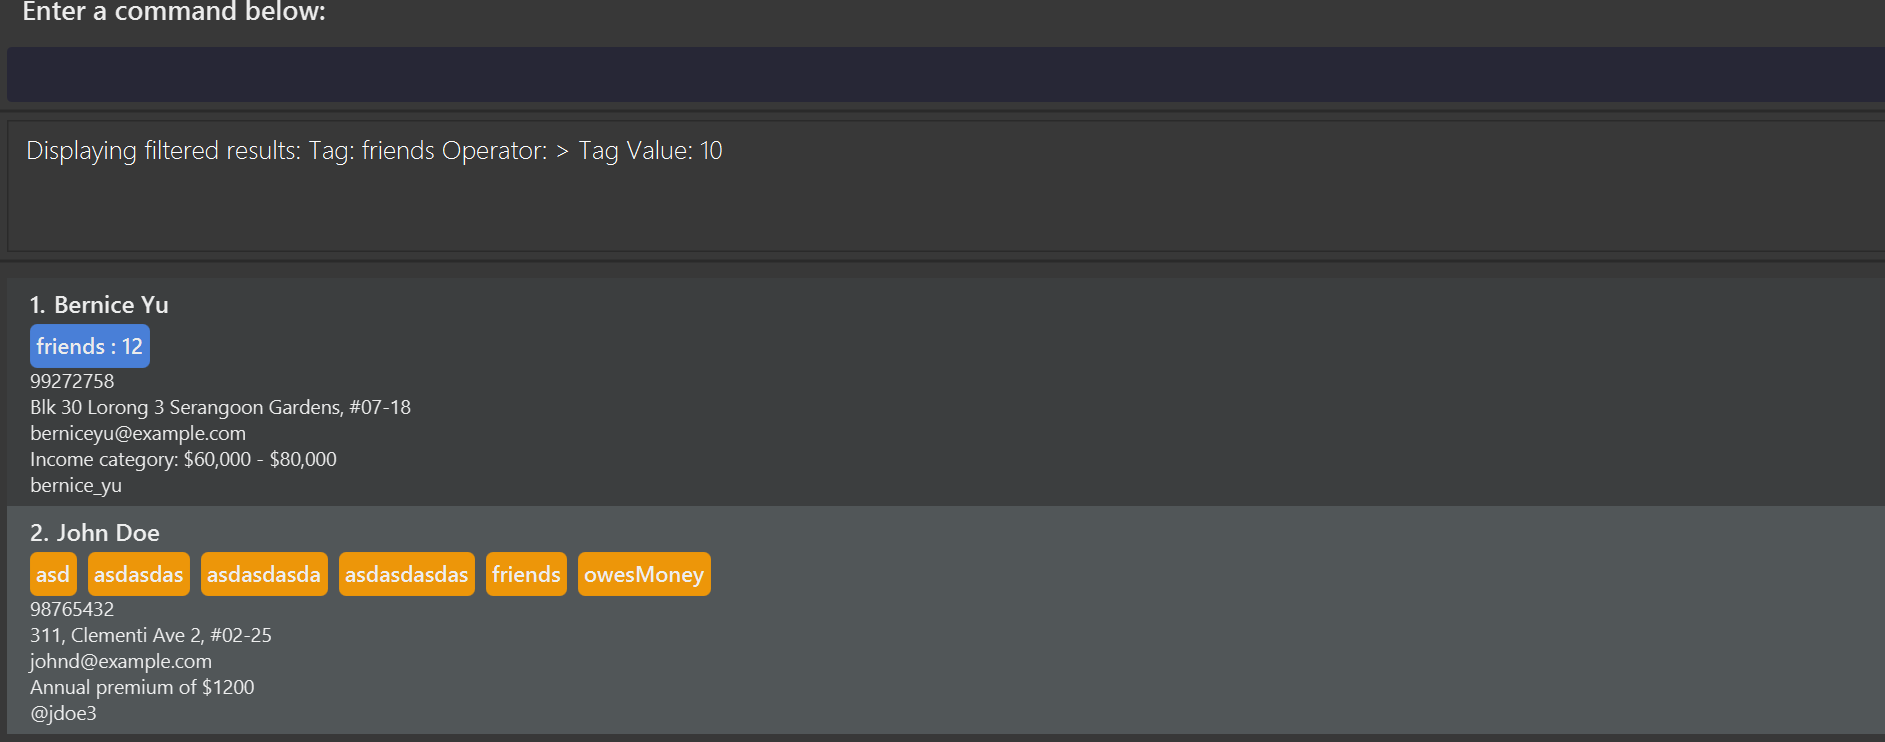 Enter a command below:
Displaying filtered results: Tag: friends Operator: > Tag Value: 10
1. Bernice Yu
friends : 12
99272758
Blk 30 Lorong 3 Serangoon Gardens, #07-18
berniceyu@example.com
Income category: $60,000 - $80,000
bernice_yu
2. John Doe
asd asdasdas asdasdasda asdasdasdas friends owesMoney
98765432
311, Clementi Ave 2, #02-25
johnd@example.com
Annual premium of $1200
@jdoe3